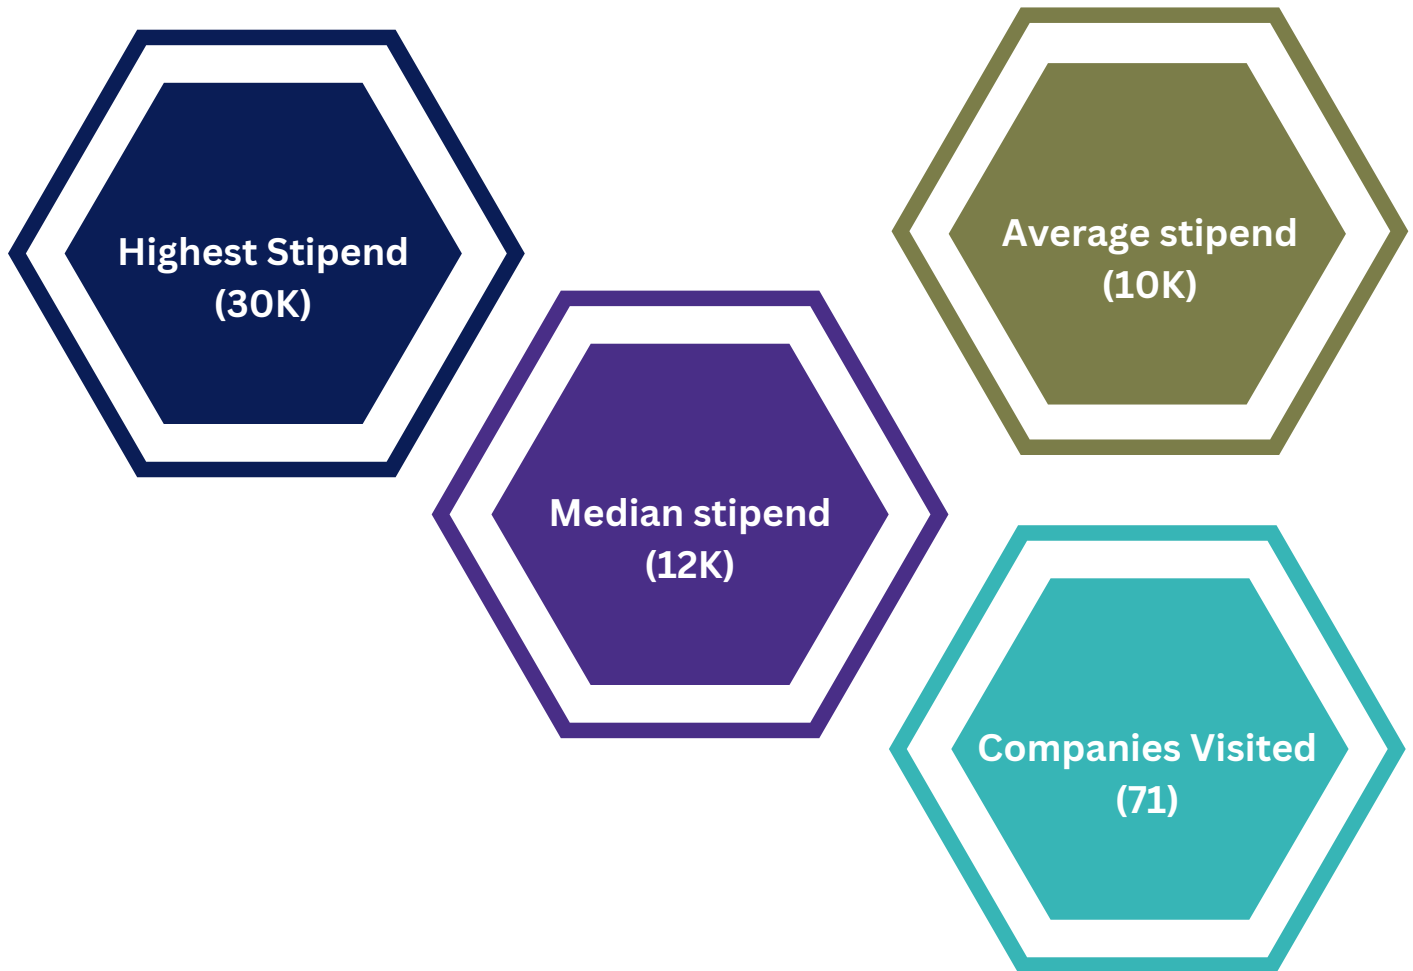 Highest Stipend
(30K)
Average stipend
(10K)
Median stipend
(12K)
Companies Visited
(71)